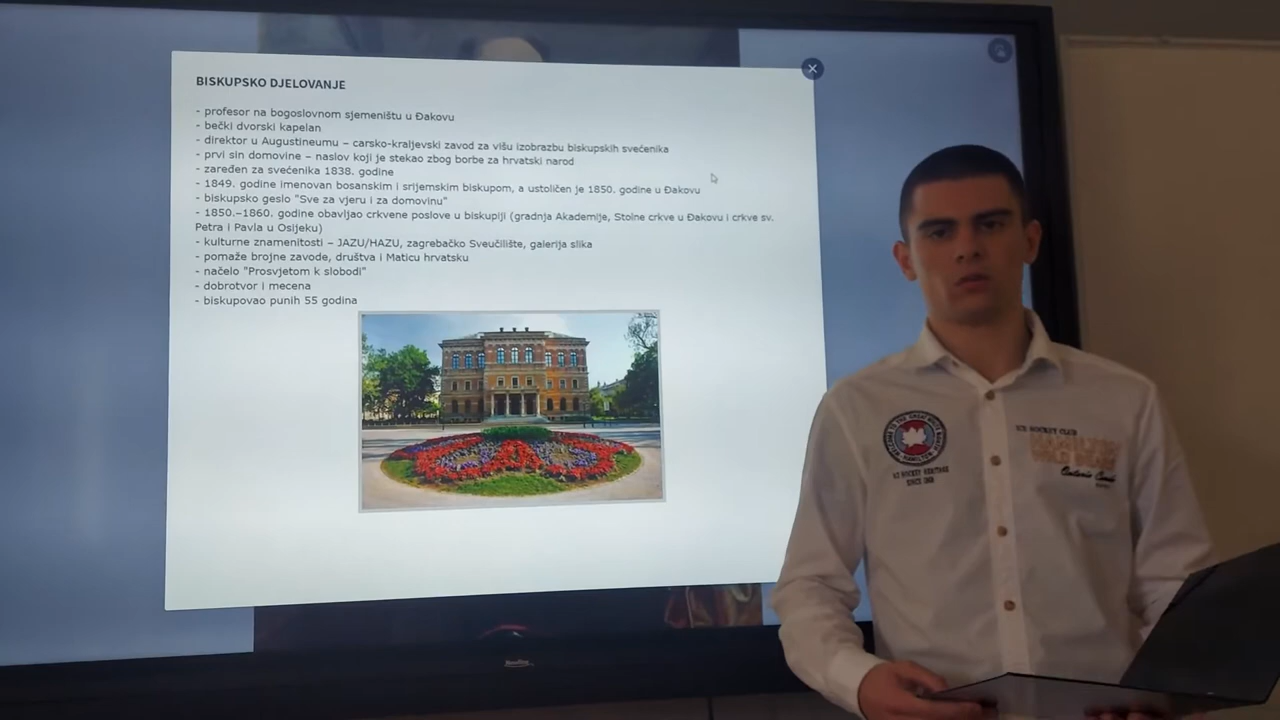 BISKUPSKO DJELOVANJE
- profesor na bogoslovnom sjemeništu u Đakovu
- bečki dvorski kapelan
- direktor u Augustineumu – carsko-kraljevski zavod za višu izobrazbu biskupskih svećenika
- prvi sin domovine – naslov koji je stekao zbog borbe za hrvatski narod
- zaređen za svećenika 1838. godine
- 1849. godine imenovan bosanskim i srijemskim biskupom, a ustoličen je 1850. godine u Đakovu
- biskupsko geslo "Sve za vjeru i za domovinu"
- 1850.–1860. godine obavljao crkvene poslove u biskupiji (gradnja Akademije, Stolne crkve u Đakovu i crkve sv.
Petra i Pavla u Osijeku)
- kulturne znamenitosti – JAZU/HAZU, zagrebačko Sveučilište, galerija slika
- pomaže brojne zavode, društva i Maticu hrvatsku
- načelo "Prosvjetom k slobodi"
- dobrotvor i mecena
- biskupovao punih 55 godina
HAMILTON
HOCKEY HERITAGE
SINCE
ICE HOCKEY CLUB
Ontario